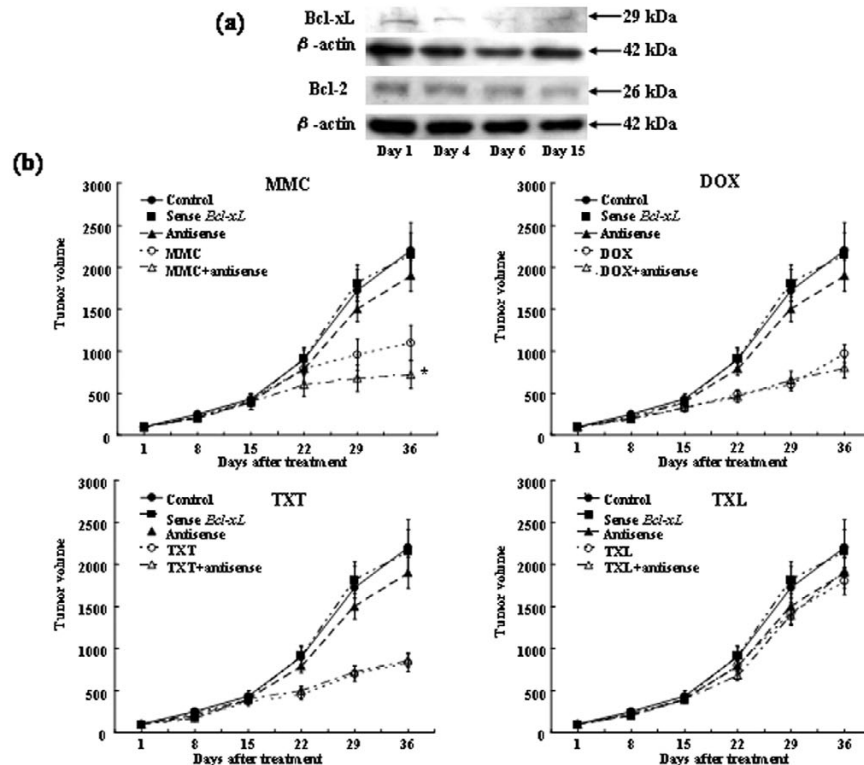 (a)
Bcl-xL
29 kDa
β-actin
42 kDa
Bcl-2
26 kDa
β-actin
42 kDa
Day 1 Day 4 Day 6 Day 15
(b)
MMC
3000
2500
2000
1500
1000
500
0
Tumor volume
Control
Sense Bcl-xL
Antisense
MMC
MMC+antisense
*
1 8 15 22 29 36
Days after treatment
DOX
3000
2500
2000
1500
1000
500
0
Tumor volume
Control
Sense Bcl-xL
Antisense
DOX
DOX+antisense
1 8 15 22 29 36
Days after treatment
TXT
3000
2500
2000
1500
1000
500
0
Tumor volume
Control
Sense Bcl-xL
Antisense
TXT
TXT+antisense
1 8 15 22 29 36
Days after treatment
TXL
3000
2500
2000
1500
1000
500
0
Tumor volume
Control
Sense Bcl-xL
Antisense
TXL
TXL+antisense
1 8 15 22 29 36
Days after treatment